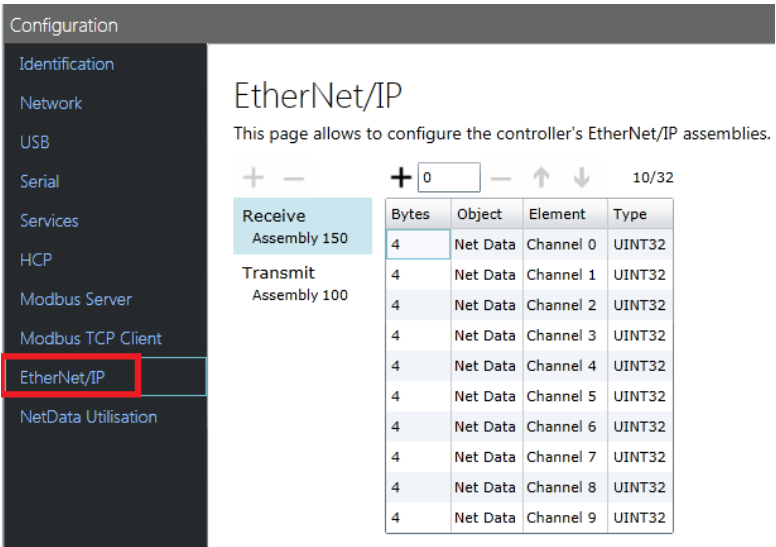 Configuration
Identification
Network
USB
Serial
Services
HCP
Modbus Server
Modbus TCP Client
EtherNet/IP
NetData Utilisation
EtherNet/IP
This page allows to configure the controller's EtherNet/IP assemblies.
0 10/32
Receive
Assembly 150
Transmit
Assembly 100
Bytes Object Element Type
4 Net Data Channel 0 UINT32
4 Net Data Channel 1 UINT32
4 Net Data Channel 2 UINT32
4 Net Data Channel 3 UINT32
4 Net Data Channel 4 UINT32
4 Net Data Channel 5 UINT32
4 Net Data Channel 6 UINT32
4 Net Data Channel 7 UINT32
4 Net Data Channel 8 UINT32
4 Net Data Channel 9 UINT32